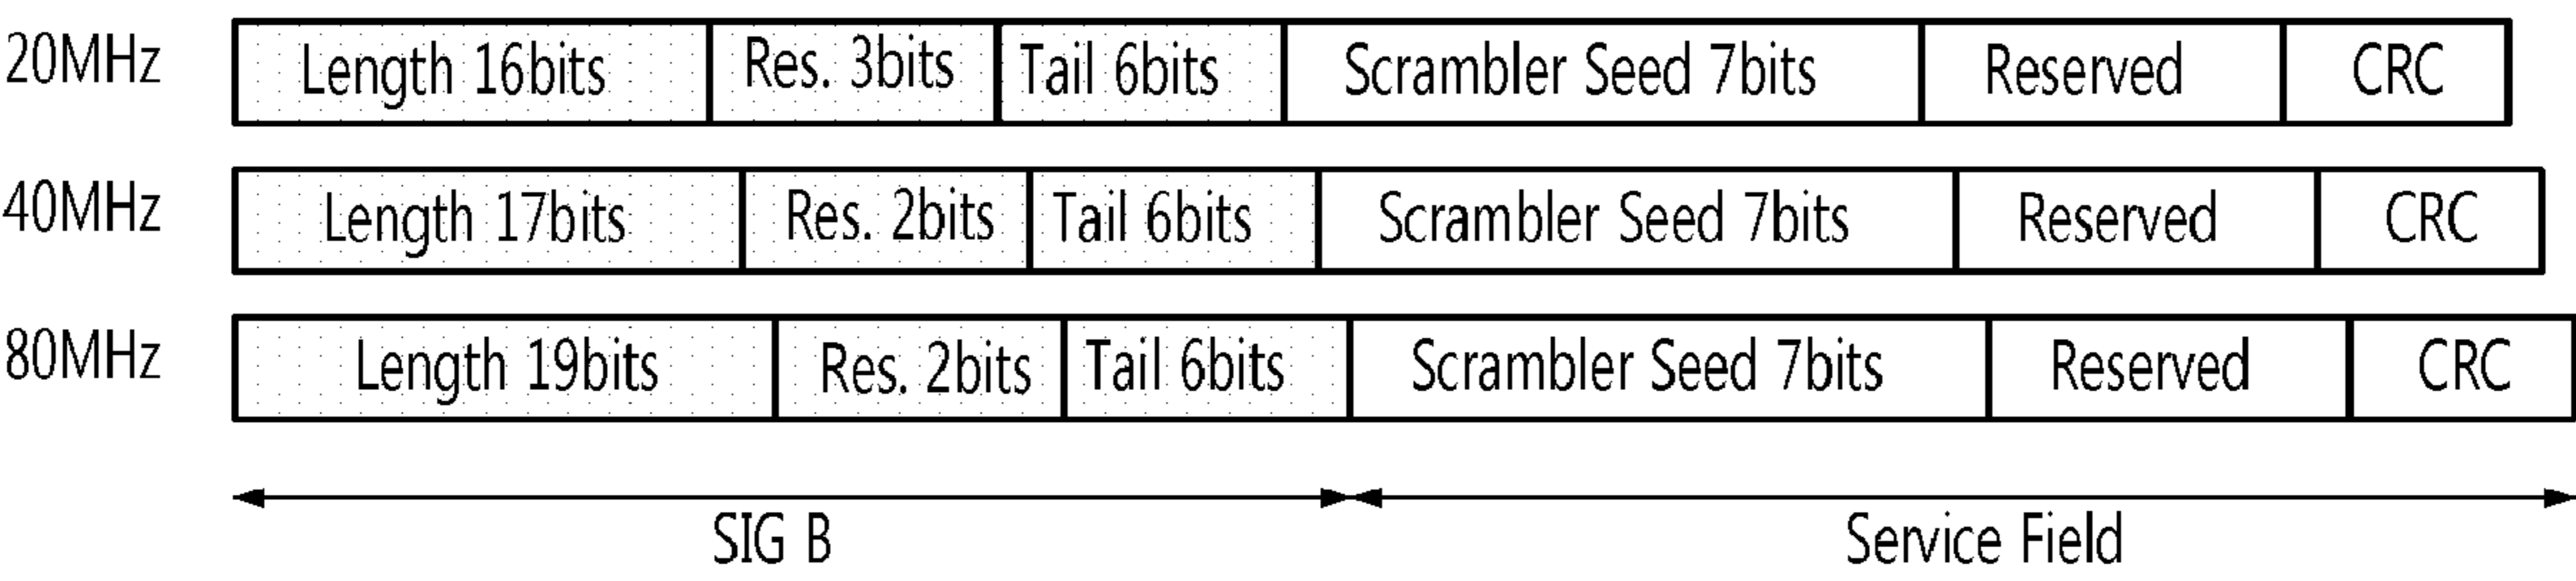 20MHz Length 16bits Res. 3bits Tail 6bits Scrambler Seed 7bits Reserved CRC
40MHz Length 17bits Res. 2bits Tail 6bits Scrambler Seed 7bits Reserved CRC
80MHz Length 19bits Res. 2bits Tail 6bits Scrambler Seed 7bits Reserved CRC
SIG B Service Field